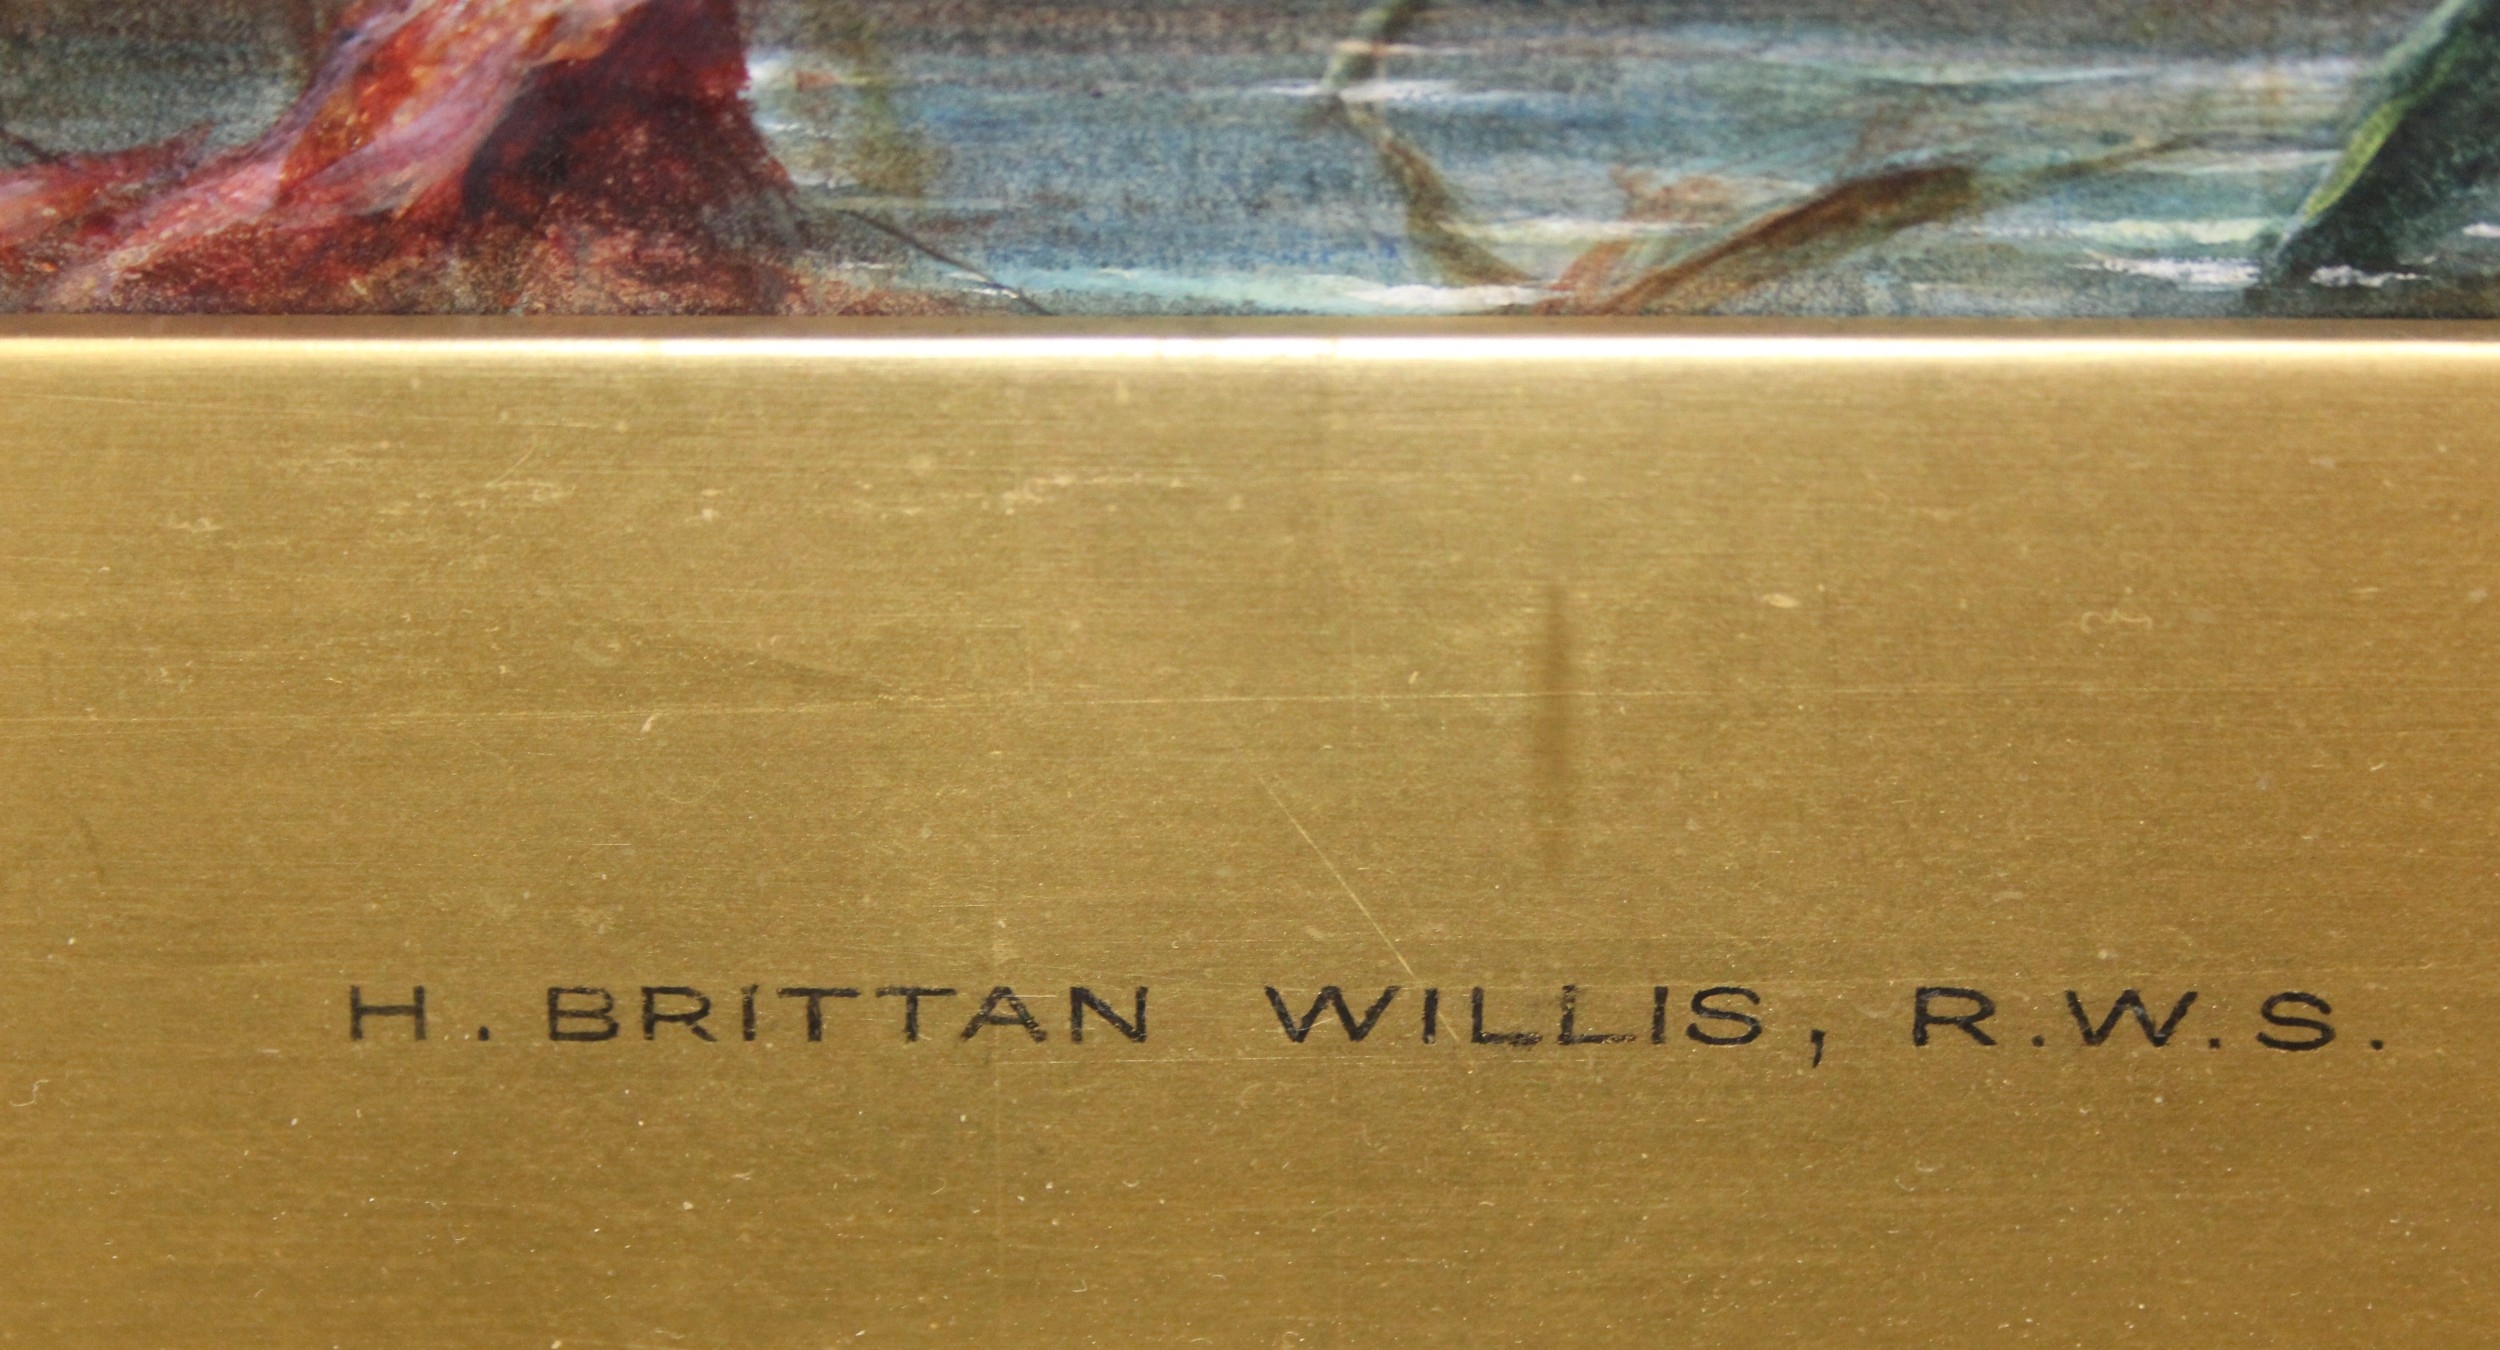 H. BRITTAN WILLIS, R.W.S.